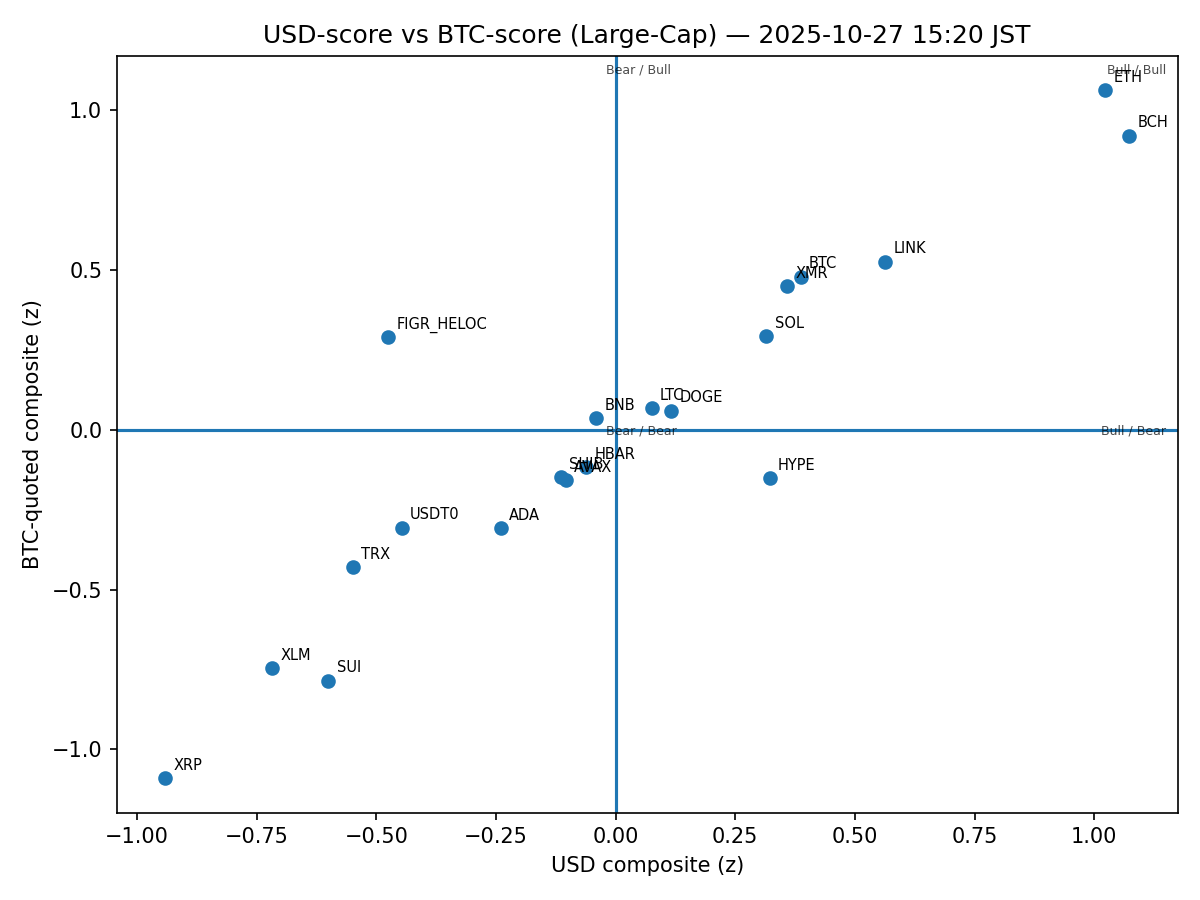 USD-score vs BTC-score (Large-Cap) — 2025-10-27 15:20 JST
Bear / Bull
Bull / Bull
ETH
BCH
LINK
BTC
XMR
SOL
FIGR_HELOC
BNB
LTC
DOGE
Bear / Bear
Bull / Bear
HBAR
SHIB
AVAX
HYPE
USDT0
ADA
TRX
XLM
SUI
XRP
1.0
0.5
0.0
−0.5
−1.0
BTC-quoted composite (z)
−1.00
−0.75
−0.50
−0.25
0.00
0.25
0.50
0.75
1.00
USD composite (z)